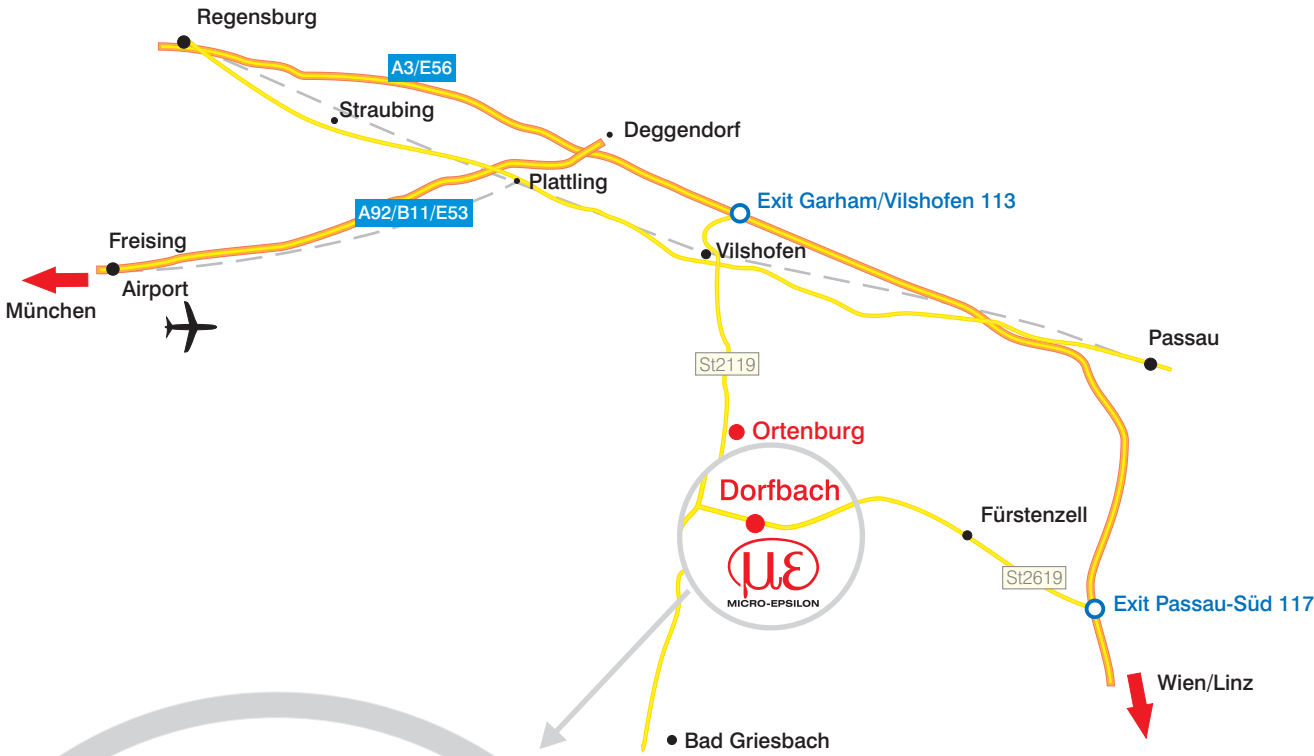 Regensburg
A3/E56
Straubing
Deggendorf
Plattling
Exit Garham/Vilshofen 113
A92/B11/E53
Freising
Vilshofen
Airport
München
Passau
St2119
Ortenburg
Dorfbach
Fürstenzell
με
MICRO-EPSILON
St2619
Exit Passau-Süd 117
Wien/Linz
Bad Griesbach